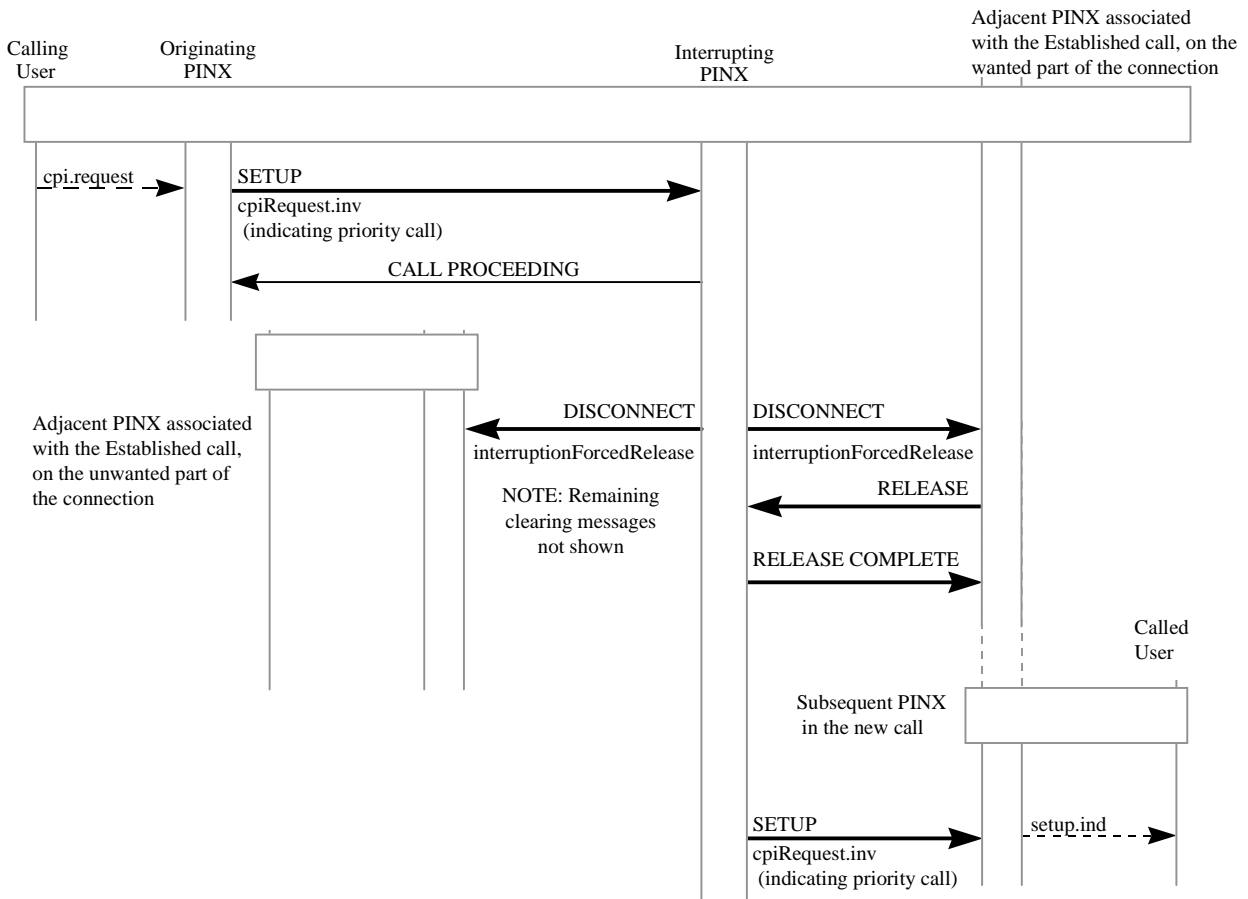 Calling
User
Originating
PINX
Interrupting
PINX
Adjacent PINX associated
with the Established call, on the
wanted part of the connection
cpi.request
SETUP
cpiRequest.inv
(indicating priority call)
CALL PROCEEDING
Adjacent PINX associated
with the Established call,
on the unwanted part of
the connection
DISCONNECT
interruptionForcedRelease
DISCONNECT
interruptionForcedRelease
NOTE: Remaining
clearing messages
not shown
RELEASE
RELEASE COMPLETE
Called
User
Subsequent PINX
in the new call
SETUP
cpiRequest.inv
(indicating priority call)
setup.ind